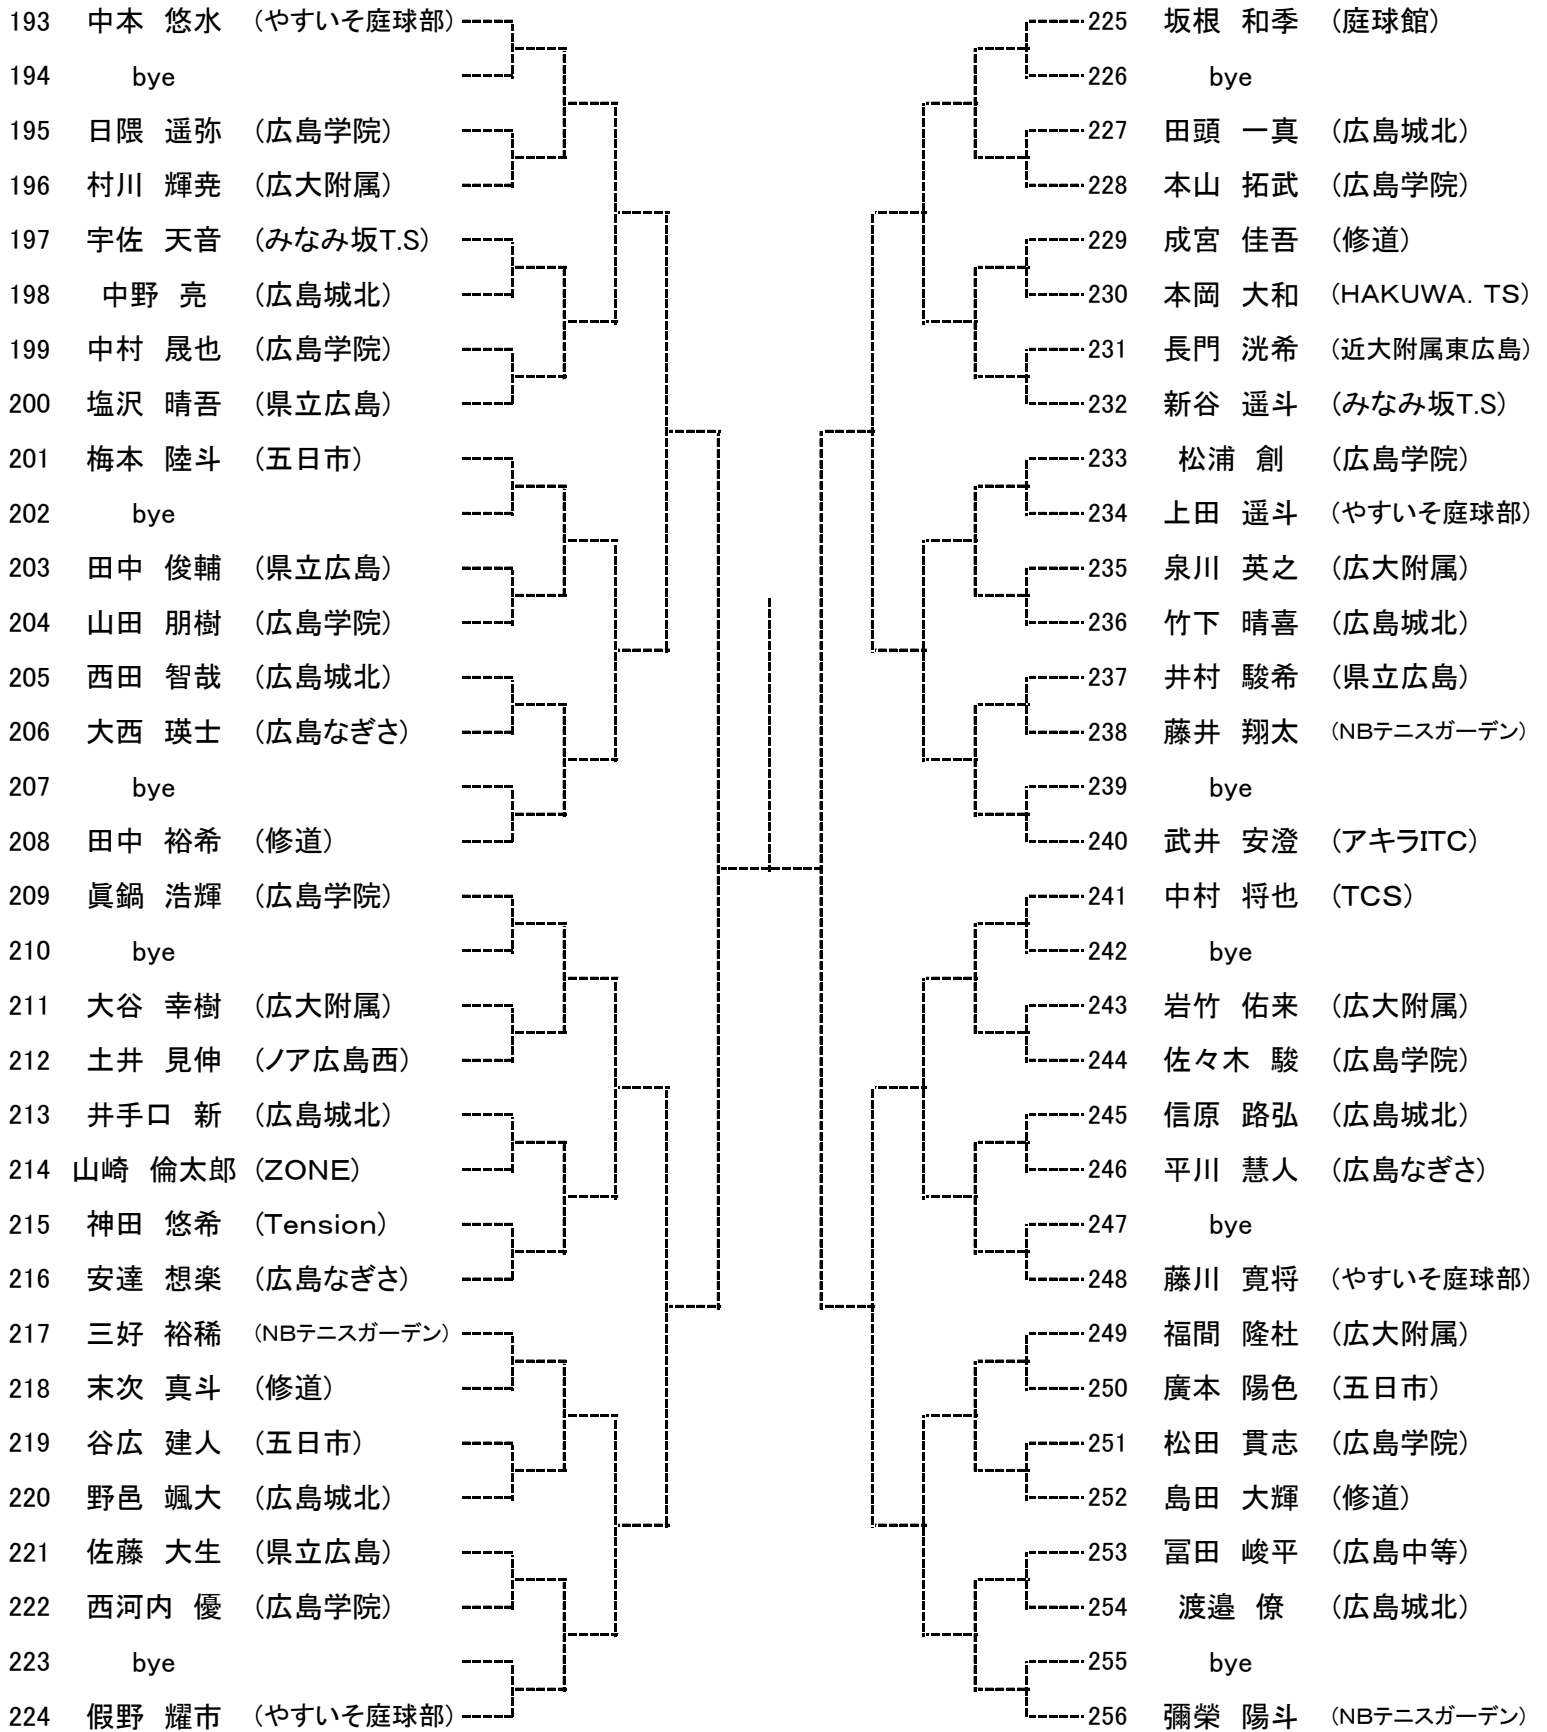 193 中本 悠水 (やすいそ庭球部)
194 bye
195 日隈 遥弥 (広島学院)
196 村川 輝尭 (広大附属)
197 宇佐 天音 (みなみ坂T.S)
198 中野 亮 (広島城北)
199 中村 晟也 (広島学院)
200 塩沢 晴吾 (県立広島)
201 梅本 陸斗 (五日市)
202 bye
203 田中 俊輔 (県立広島)
204 山田 朋樹 (広島学院)
205 西田 智哉 (広島城北)
206 大西 瑛士 (広島なぎさ)
207 bye
208 田中 裕希 (修道)
209 眞鍋 浩輝 (広島学院)
210 bye
211 大谷 幸樹 (広大附属)
212 土井 見伸 (ノア広島西)
213 井手口 新 (広島城北)
214 山崎 倫太郎 (ZONE)
215 神田 悠希 (Tension)
216 安達 想楽 (広島なぎさ)
217 三好 裕稀 (NBテニスガーデン)
218 末次 真斗 (修道)
219 谷広 建人 (五日市)
220 野邑 颯大 (広島城北)
221 佐藤 大生 (県立広島)
222 西河内 優 (広島学院)
223 bye
224 假野 耀市 (やすいそ庭球部)
225 坂根 和季 (庭球館)
226 bye
227 田頭 一真 (広島城北)
228 本山 拓武 (広島学院)
229 成宮 佳吾 (修道)
230 本岡 大和 (HAKUWA. TS)
231 長門 洸希 (近大附属東広島)
232 新谷 遥斗 (みなみ坂T.S)
233 松浦 創 (広島学院)
234 上田 遥斗 (やすいそ庭球部)
235 泉川 英之 (広大附属)
236 竹下 晴喜 (広島城北)
237 井村 駿希 (県立広島)
238 藤井 翔太 (NBテニスガーデン)
239 bye
240 武井 安澄 (アキラITC)
241 中村 将也 (TCS)
242 bye
243 岩竹 佑来 (広大附属)
244 佐々木 駿 (広島学院)
245 信原 路弘 (広島城北)
246 平川 慧人 (広島なぎさ)
247 bye
248 藤川 寛将 (やすいそ庭球部)
249 福間 隆杜 (広大附属)
250 廣本 陽色 (五日市)
251 松田 貫志 (広島学院)
252 島田 大輝 (修道)
253 冨田 峻平 (広島中等)
254 渡邉 僚 (広島城北)
255 bye
256 彌榮 陽斗 (NBテニスガーデン)